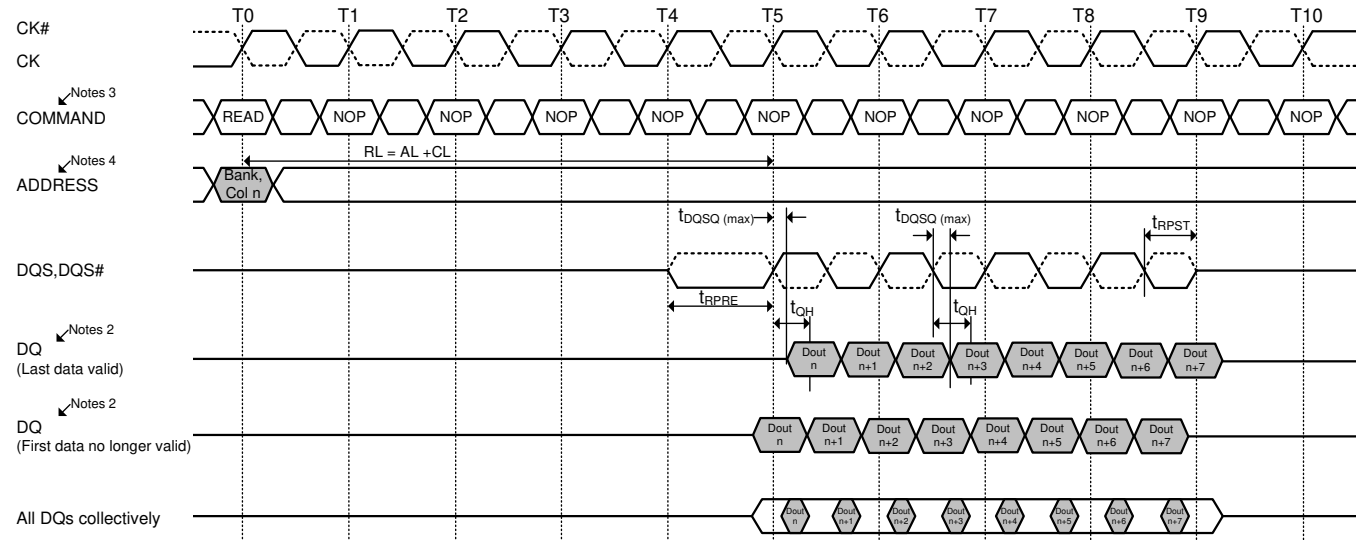 T0 T1 T2 T3 T4 T5 T6 T7 T8 T9 T10
CK#
CK
Notes 3
COMMAND
READ NOP NOP NOP NOP NOP NOP NOP NOP NOP NOP
RL = AL +CL
Notes 4
ADDRESS
Bank,
Col n
tDQSQ (max)
tDQSQ (max)
tRPST
DQS,DQS#
tRPRE
tQH
tQH
Notes 2
DQ
(Last data valid)
Dout n Dout n+1 Dout n+2 Dout n+3 Dout n+4 Dout n+5 Dout n+6 Dout n+7
Notes 2
DQ
(First data no longer valid)
Dout n Dout n+1 Dout n+2 Dout n+3 Dout n+4 Dout n+5 Dout n+6 Dout n+7
All DQs collectively
Dout n Dout n+1 Dout n+2 Dout n+3 Dout n+4 Dout n+5 Dout n+6 Dout n+7